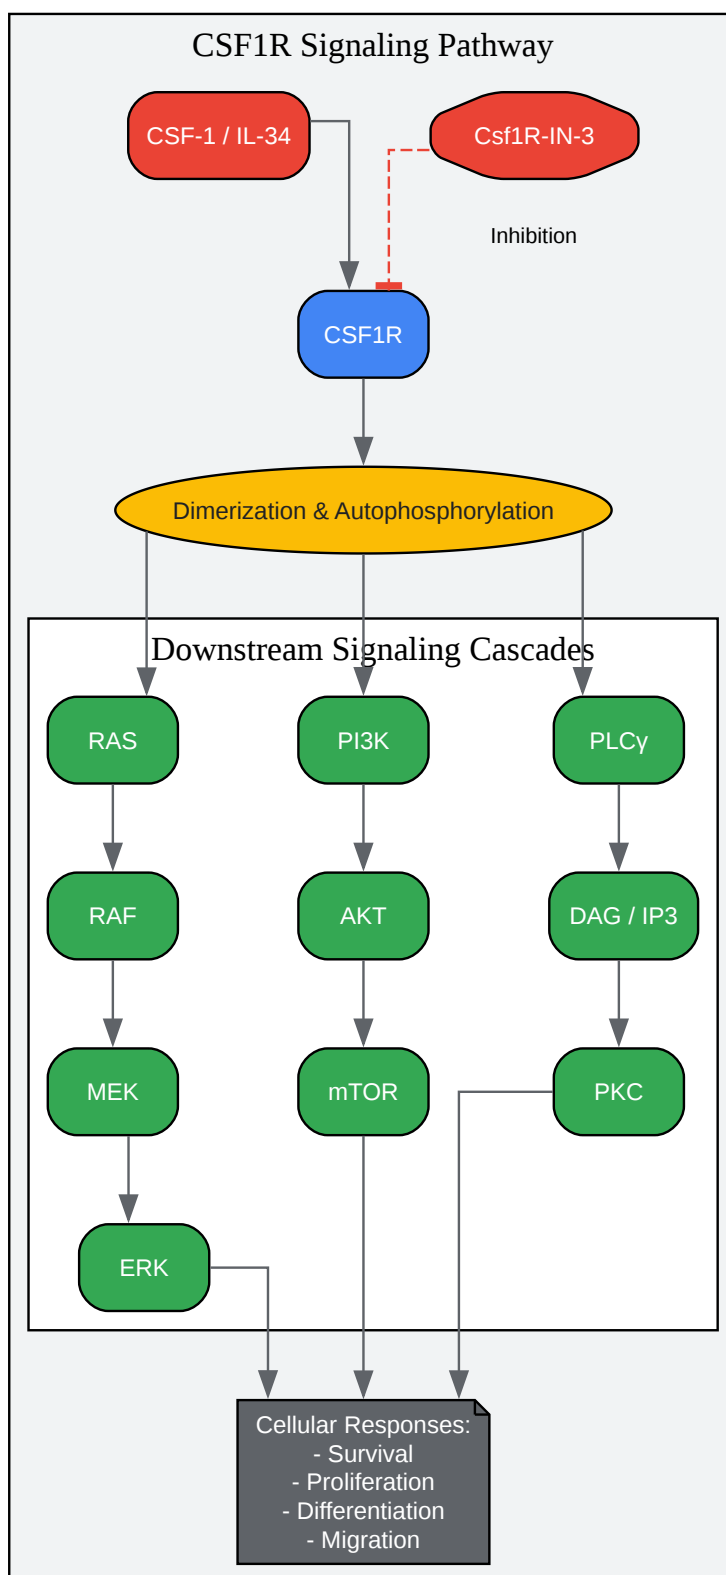 CSF1R Signaling Pathway
CSF-1 / IL-34
Csf1R-IN-3
Inhibition
CSF1R
Dimerization & Autophosphorylation
Downstream Signaling Cascades
RAS
PI3K
PLCγ
RAF
AKT
DAG / IP3
MEK
mTOR
PKC
ERK
Cellular Responses:
- Survival
- Proliferation
- Differentiation
- Migration